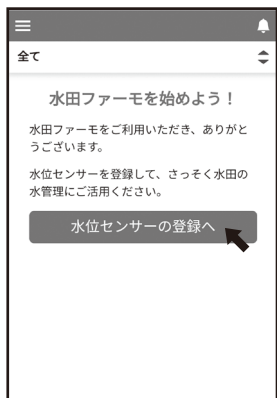 全て
水田ファーモを始めよう！
水田ファーモをご利用いただき、ありがと
うございます。
水位センサーを登録して、さっそく水田の
水管理にご活用ください。
水位センサーの登録へ